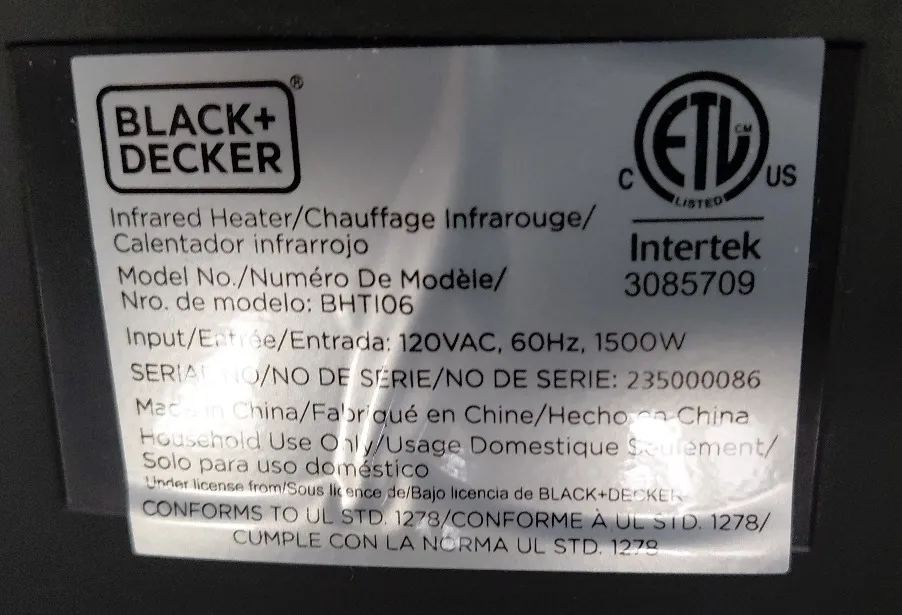 BLACK+
DECKER®
Infrared Heater/Chauffage Infrarouge/
Calentador infrarrojo
Model No./Numéro De Modèle/
Nro. de modelo: BHTI06
Input/Entrée/Entrada: 120VAC, 60Hz, 1500W
SERIAL NO/NO DE SÉRIE/NO DE SERIE: 235000086
Made in China/Fabriqué en Chine/Hecho en China
Household Use Only/Usage Domestique Seulement/
Solo para uso doméstico
Under license from/Sous licence de/Bajo licencia de BLACK+DECKER
CONFORMS TO UL STD. 1278/CONFORME À UL STD. 1278/
CUMPLE CON LA NORMA UL STD. 1278
ETL CM
C US
LISTED
Intertek
3085709